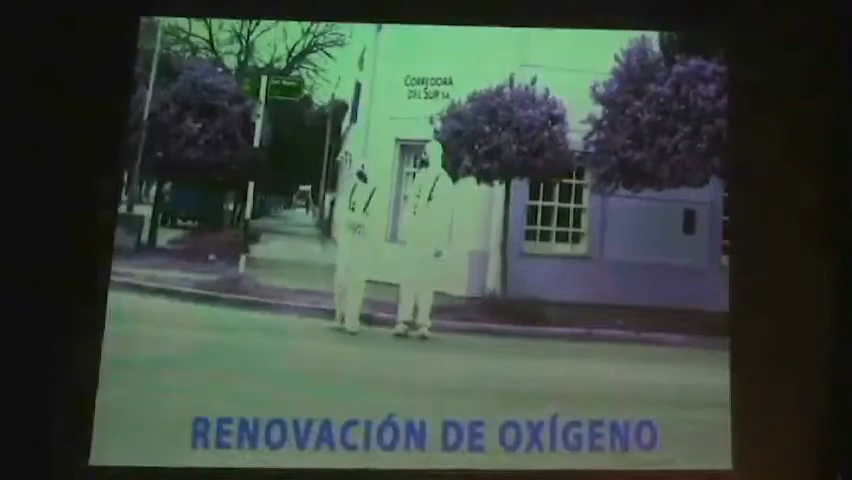 CORREDORA
DEL SUR S.A.
RENOVACIÓN DE OXÍGENO